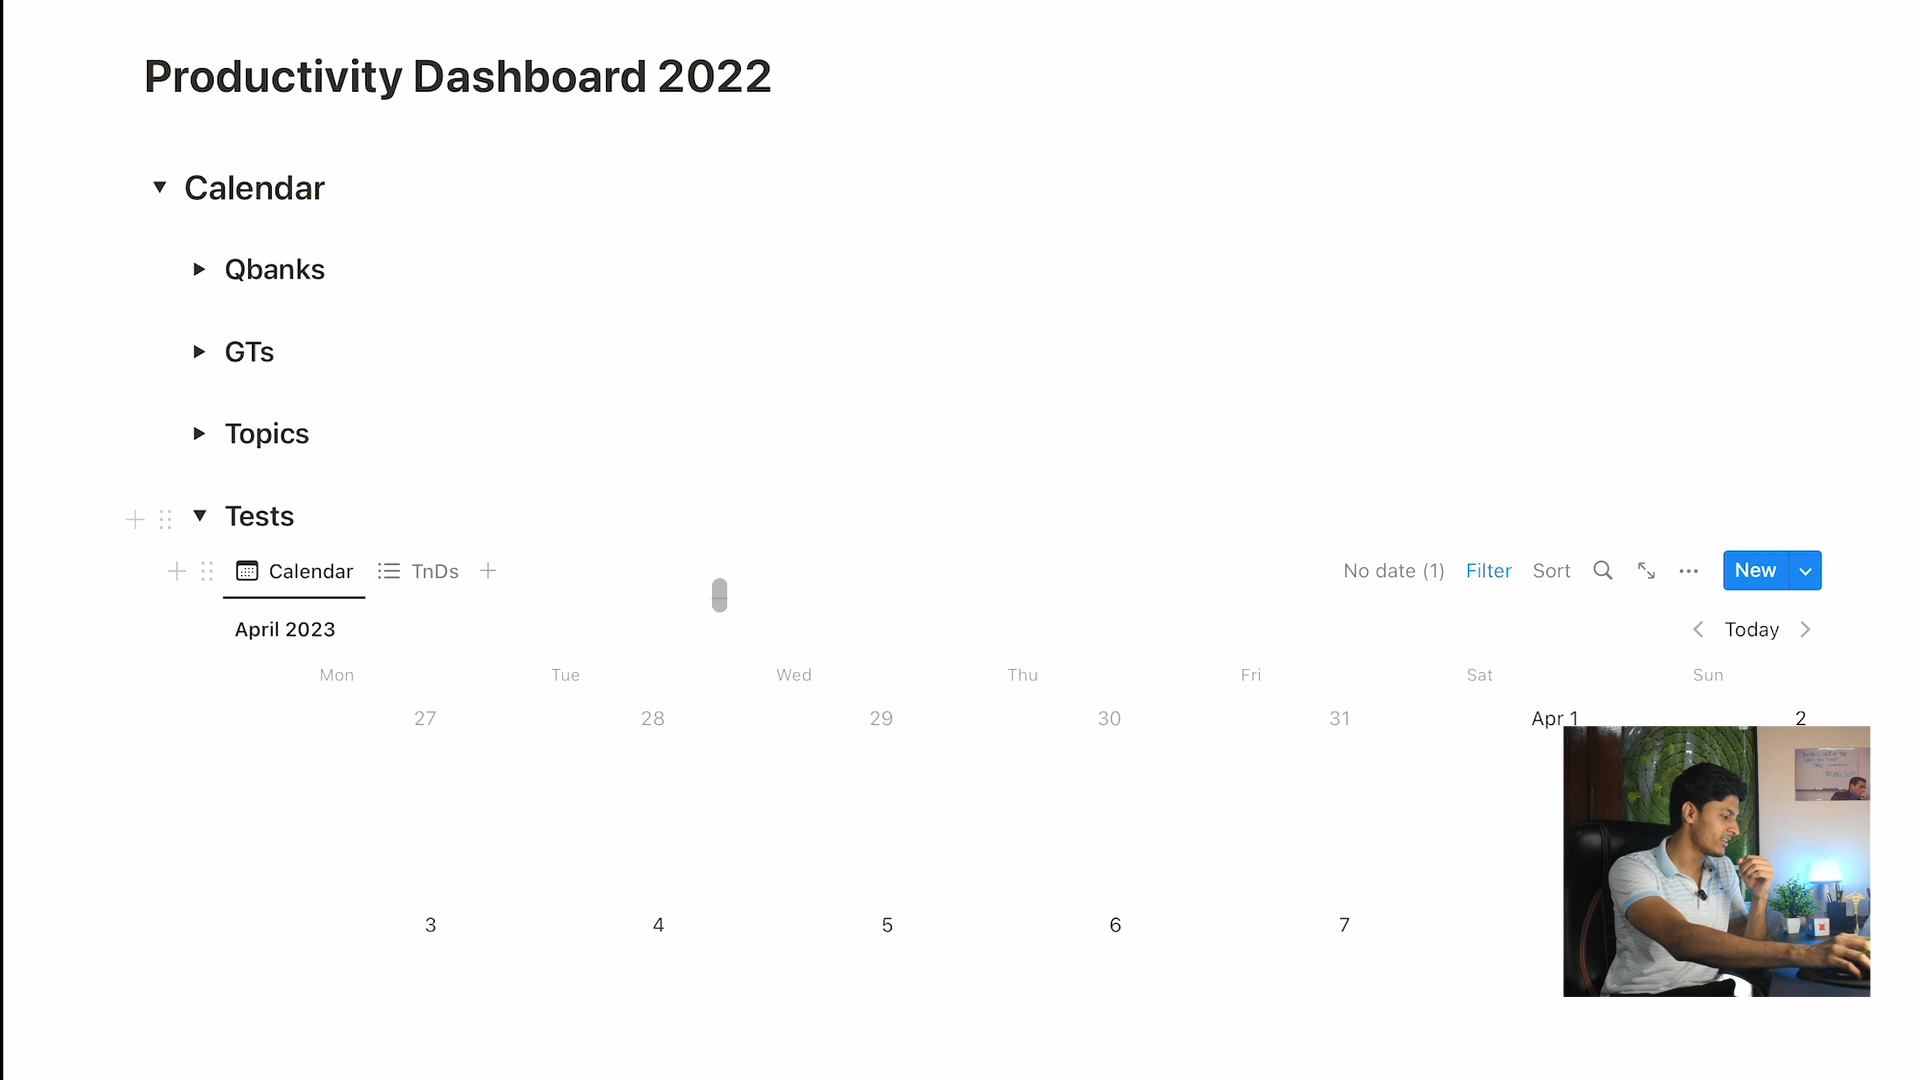 Productivity Dashboard 2022
Calendar
Qbanks
GTs
Topics
Tests
Calendar TnDs No date (1) Filter Sort New
April 2023 Today
Mon Tue Wed Thu Fri Sat Sun
27 28 29 30 31 Apr 1 2
3 4 5 6 7